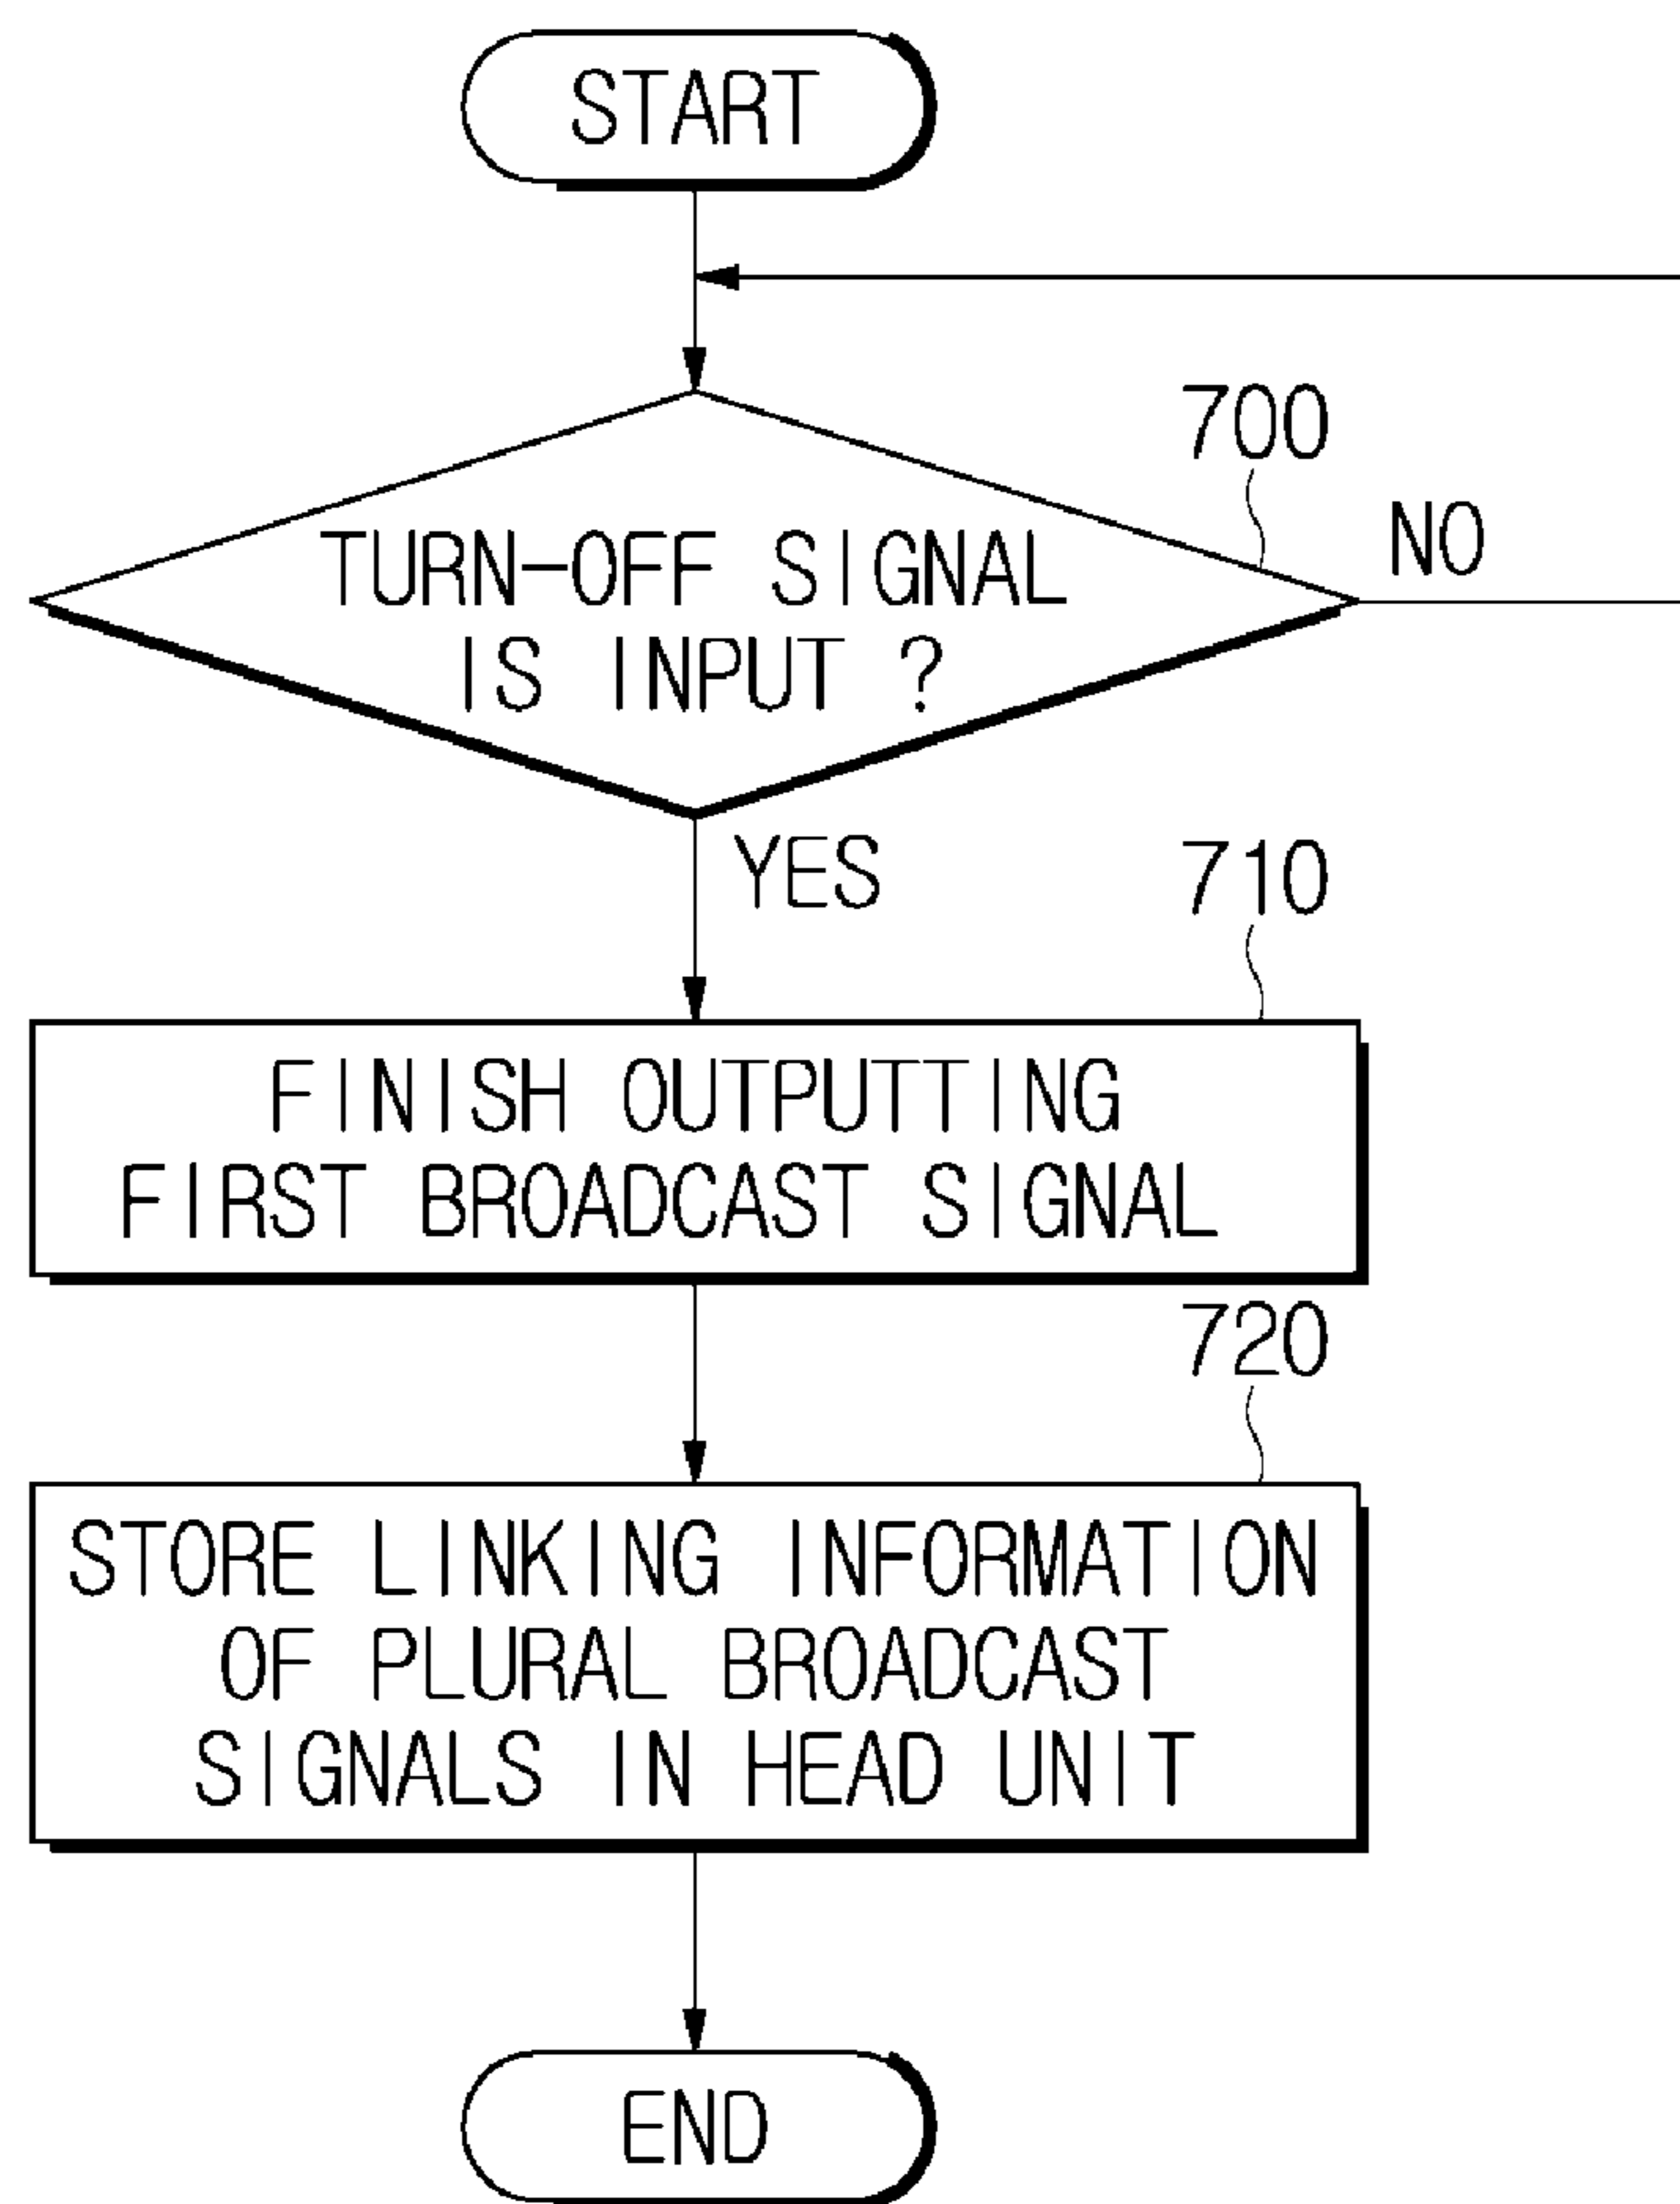 START
700
NO
TURN-OFF SIGNAL
IS INPUT ?
YES
710
FINISH OUTPUTTING
FIRST BROADCAST SIGNAL
720
STORE LINKING INFORMATION
OF PLURAL BROADCAST
SIGNALS IN HEAD UNIT
END